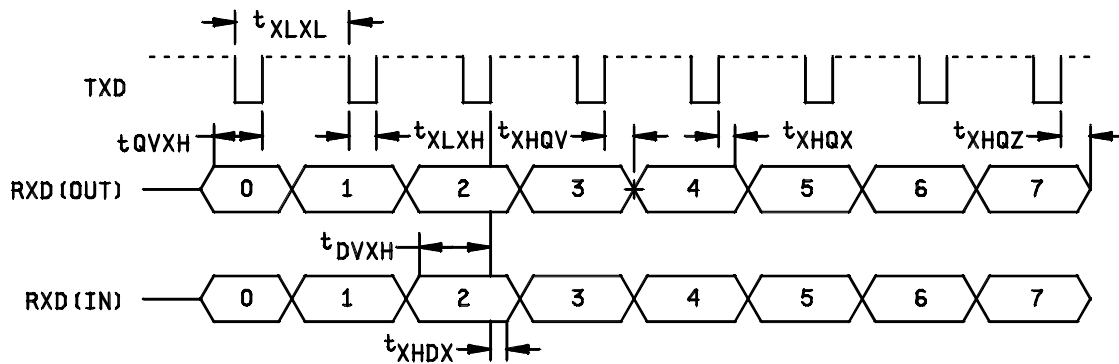 tXLXL
TXD
tQVXH tXLXH tXHQV tXHQX tXHQZ
RXD(OUT) 0 1 2 3 4 5 6 7
tDVXH
RXD(IN) 0 1 2 3 4 5 6 7
tXHDX